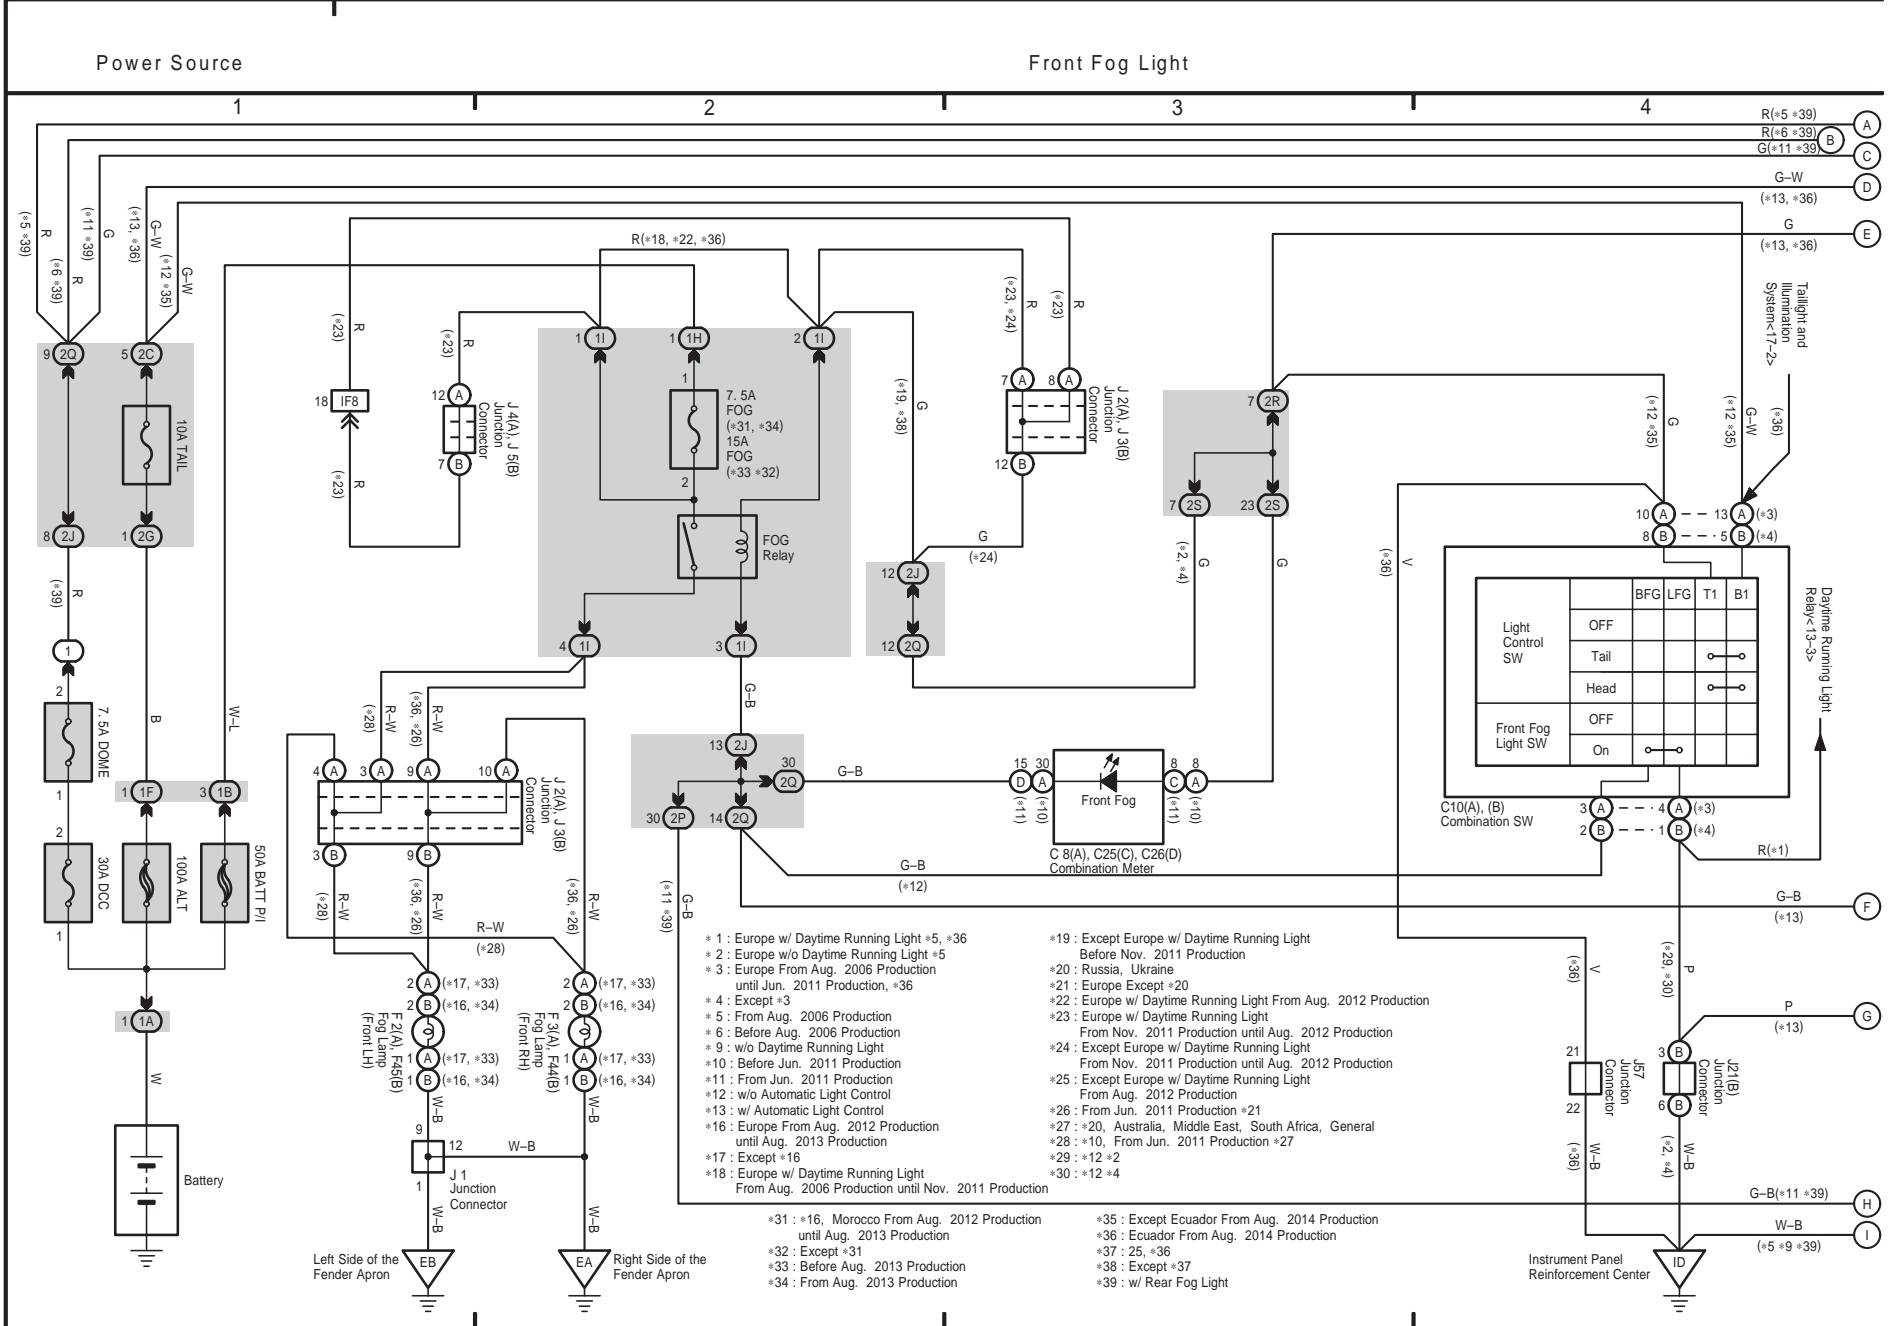 Power Source
Front Fog Light
1
2
3
4
R(*5 *39)
A
R(*6 *39)
B
G(*11 *39)
C
G–W
D
(*13, *36)
G
E
(*13, *36)
R
(*5 *39)
R
(*6 *39)
G
(*11 *39)
G–W
(*13, *36)
G–W
(*12 *35)
9 2Q
5 2C
10A TAIL
8 2J
1 2G
R
(*39)
1
2
7. 5A DOME
1
B
W–L
1 1F
3 1B
2
30A DCC
1
100A ALT
50A BATT P/I
1 1A
W
Battery
R
(*23)
18 IF8
R
(*23)
R
(*23)
12 A
J 4(A), J 5(B)
Junction
Connector
7 B
R(*18, *22, *36)
1 1I
1 1H
2 1I
1
7. 5A
FOG
(*31, *34)
15A
FOG
(*33 *32)
2
FOG
Relay
4 1I
3 1I
G
(*19, *38)
R
(*23, *24)
R
(*23)
7 A
8 A
J 2(A), J 3(B)
Junction
Connector
12 B
G
(*24)
12 2J
12 2Q
7 2R
7 2S
23 2S
G
(*2, *4)
G
G
(*12 *35)
G–W
(*12 *35)
(*36)
Taillight and
Illumination
System<17–2>
V
(*36)
10 A
13 A (*3)
8 B
5 B (*4)
BFG LFG T1 B1
Light
Control
SW
OFF
Tail
Head
Front Fog
Light SW
OFF
On
Daytime Running Light
Relay<13–3>
C10(A), (B)
Combination SW
3 A
4 A (*3)
2 B
1 B (*4)
R(*1)
R–W
(*28)
R–W
(*36, *26)
4 A
3 A
9 A
10 A
J 2(A), J 3(B)
Junction
Connector
3 B
9 B
R–W
(*28)
R–W
(*36, *26)
R–W
(*36, *26)
R–W
(*28)
G–B
13 2J
30
2Q
30 2P
14 2Q
G–B
15 30
D A
(*11) (*10)
Front Fog
8 8
C A
(*11) (*10)
C 8(A), C25(C), C26(D)
Combination Meter
G–B
(*12)
G–B
(*11 *39)
G–B
F
(*13)
2 A (*17, *33)
2 B (*16, *34)
F 2(A), F45(B)
Fog Lamp
(Front LH)
1 A (*17, *33)
1 B (*16, *34)
W–B
2 A (*17, *33)
2 B (*16, *34)
F 3(A), F44(B)
Fog Lamp
(Front RH)
1 A (*17, *33)
1 B (*16, *34)
W–B
9
12
W–B
1
J 1
Junction
Connector
W–B
W–B
Left Side of the
Fender Apron
EB
EA
Right Side of the
Fender Apron
* 1 : Europe w/ Daytime Running Light *5, *36
* 2 : Europe w/o Daytime Running Light *5
* 3 : Europe From Aug. 2006 Production
until Jun. 2011 Production, *36
* 4 : Except *3
* 5 : From Aug. 2006 Production
* 6 : Before Aug. 2006 Production
* 9 : w/o Daytime Running Light
*10 : Before Jun. 2011 Production
*11 : From Jun. 2011 Production
*12 : w/o Automatic Light Control
*13 : w/ Automatic Light Control
*16 : Europe From Aug. 2012 Production
until Aug. 2013 Production
*17 : Except *16
*18 : Europe w/ Daytime Running Light
From Aug. 2006 Production until Nov. 2011 Production
*19 : Except Europe w/ Daytime Running Light
Before Nov. 2011 Production
*20 : Russia, Ukraine
*21 : Europe Except *20
*22 : Europe w/ Daytime Running Light From Aug. 2012 Production
*23 : Europe w/ Daytime Running Light
From Nov. 2011 Production until Aug. 2012 Production
*24 : Except Europe w/ Daytime Running Light
From Nov. 2011 Production until Aug. 2012 Production
*25 : Except Europe w/ Daytime Running Light
From Aug. 2012 Production
*26 : From Jun. 2011 Production *21
*27 : *20, Australia, Middle East, South Africa, General
*28 : *10, From Jun. 2011 Production *27
*29 : *12 *2
*30 : *12 *4
*31 : *16, Morocco From Aug. 2012 Production
until Aug. 2013 Production
*32 : Except *31
*33 : Before Aug. 2013 Production
*34 : From Aug. 2013 Production
*35 : Except Ecuador From Aug. 2014 Production
*36 : Ecuador From Aug. 2014 Production
*37 : 25, *36
*38 : Except *37
*39 : w/ Rear Fog Light
V
(*36)
P
(*29, *30)
P
G
(*13)
21
J57
Junction
Connector
22
3 B
J21(B)
Junction
Connector
6 B
W–B
(*36)
W–B
(*2, *4)
G–B(*11 *39)
H
W–B
I
(*5 *9 *39)
Instrument Panel
Reinforcement Center
ID